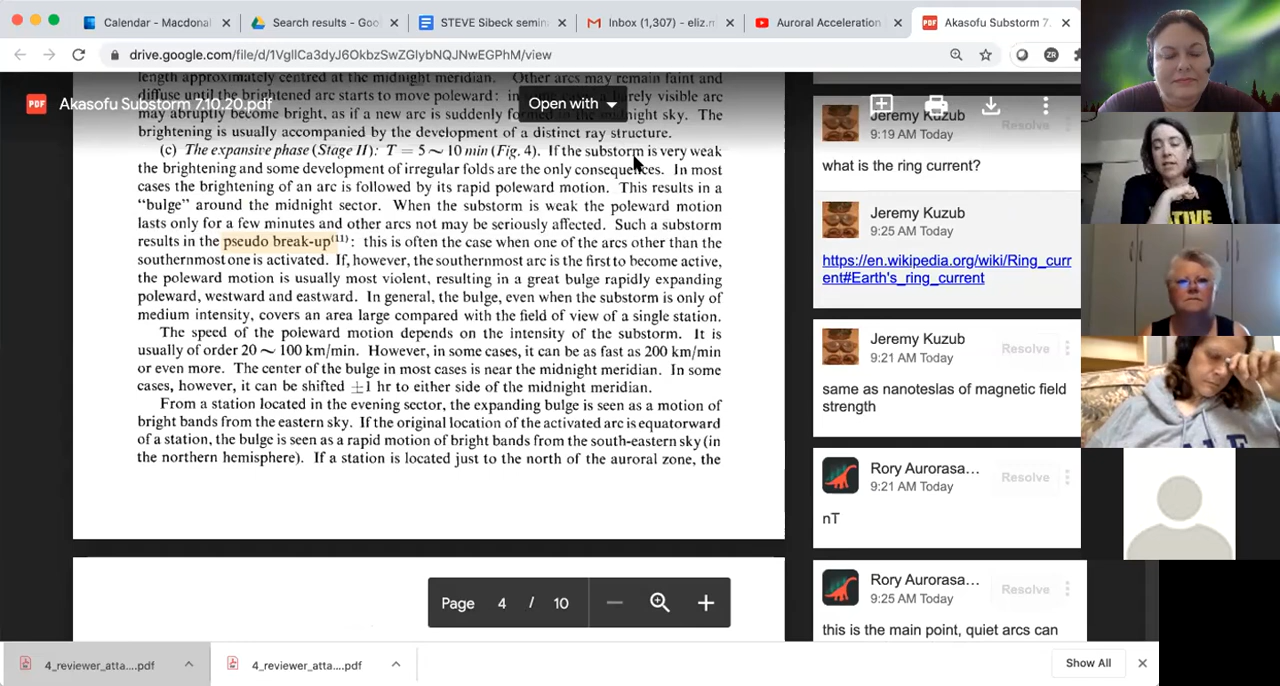 Calendar - Macdonal
Search results - Goo
STEVE Sibeck semin
Inbox (1,307) - eliz.m
Auroral Acceleration
Akasofu Substorm 7.
drive.google.com/file/d/1VgllCa3dyJ6OkbzSwZGlybNQJNwEGPhM/view
ZR
length approximately centred at the midnight meridian. Other arcs may remain faint and
PDF Akasofu Substorm 7.10.20.pdf
Open with
diffuse until the brightened arc starts to move poleward: in barely visible arc
may abruptly become bright, as if a new arc is suddenly in the midnight sky. The
brightening is usually accompanied by the development of a distinct ray structure.
(c) The expansive phase (Stage II): T = 5 ~ 10 min (Fig. 4). If the substorm is very weak
the brightening and some development of irregular folds are the only consequences. In most
cases the brightening of an arc is followed by its rapid poleward motion. This results in a
“bulge” around the midnight sector. When the substorm is weak the poleward motion
lasts only for a few minutes and other arcs not may be seriously affected. Such a substorm
results in the pseudo break-up(11): this is often the case when one of the arcs other than the
southernmost one is activated. If, however, the southernmost arc is the first to become active,
the poleward motion is usually most violent, resulting in a great bulge rapidly expanding
poleward, westward and eastward. In general, the bulge, even when the substorm is only of
medium intensity, covers an area large compared with the field of view of a single station.
The speed of the poleward motion depends on the intensity of the substorm. It is
usually of order 20 ~ 100 km/min. However, in some cases, it can be as fast as 200 km/min
or even more. The center of the bulge in most cases is near the midnight meridian. In some
cases, however, it can be shifted ±1 hr to either side of the midnight meridian.
From a station located in the evening sector, the expanding bulge is seen as a motion of
bright bands from the eastern sky. If the original location of the activated arc is equatorward
of a station, the bulge is seen as a rapid motion of bright bands from the south-eastern sky (in
the northern hemisphere). If a station is located just to the north of the auroral zone, the
Page 4 / 10
Jeremy Kuzub
9:19 AM Today
Resolve
what is the ring current?
Jeremy Kuzub
9:25 AM Today
https://en.wikipedia.org/wiki/Ring_curr
ent#Earth's_ring_current
Jeremy Kuzub
9:21 AM Today
Resolve
same as nanoteslas of magnetic field
strength
Rory Aurorasa...
9:21 AM Today
Resolve
nT
Rory Aurorasa...
9:25 AM Today
Resolve
this is the main point, quiet arcs can
4_reviewer_atta....pdf
4_reviewer_atta....pdf
Show All